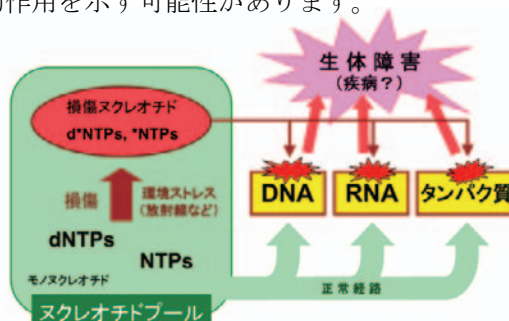 作用を示す可能性があります。
生体障害
(疾病？)
損傷ヌクレオチド
d*NTPs, *NTPs
損傷
環境ストレス
(放射線など)
DNA
RNA
タンパク質
dNTPs
NTPs
モノヌクレオチド
正常経路
ヌクレオチドプール